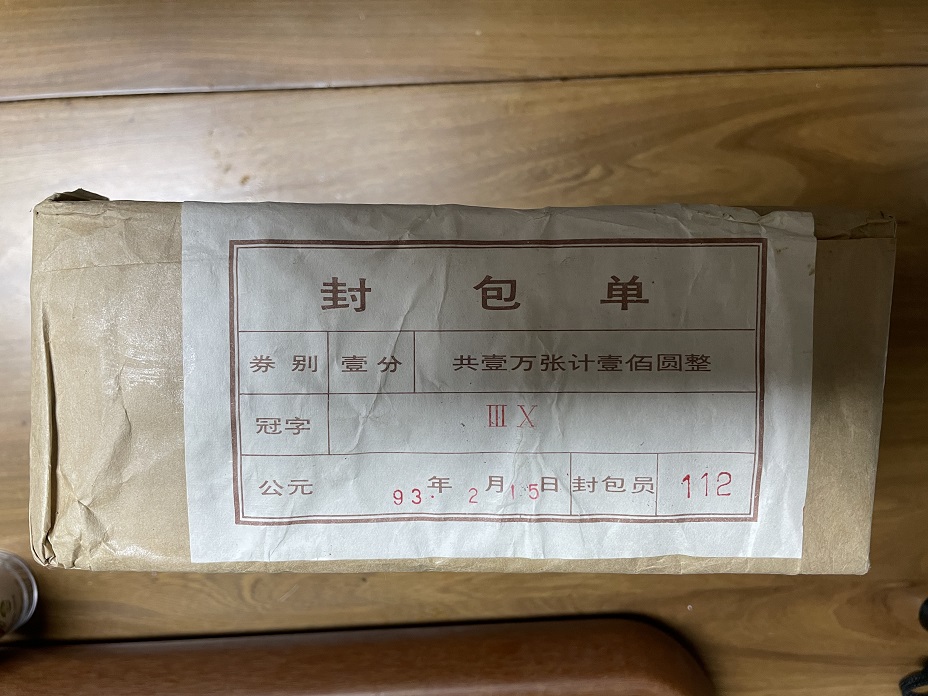 封包单
券别 壹分 共壹万张计壹佰圆整
冠字 ⅢⅩ
公元 93年 2月 15日 封包员 112